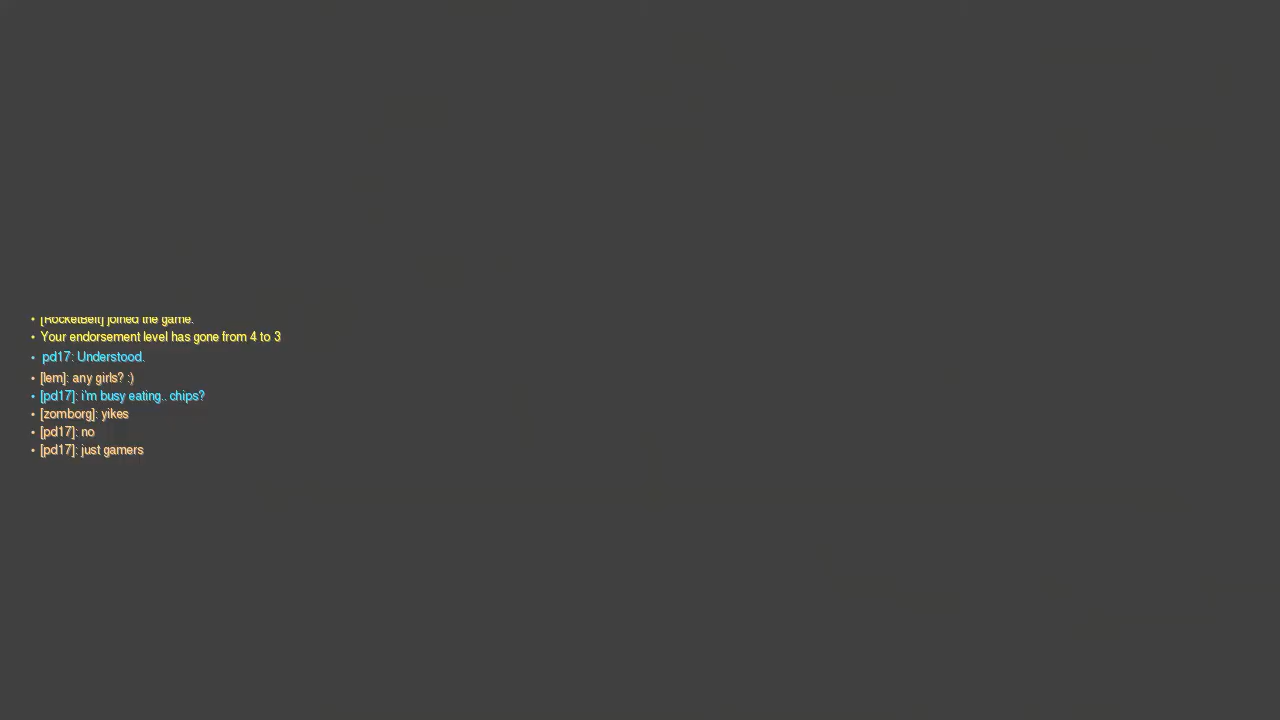 • [RocketBelt] joined the game.
• Your endorsement level has gone from 4 to 3
• pd17: Understood.
• [lem]: any girls? :)
• [pd17]: i'm busy eating.. chips?
• [zomborg]: yikes
• [pd17]: no
• [pd17]: just gamers